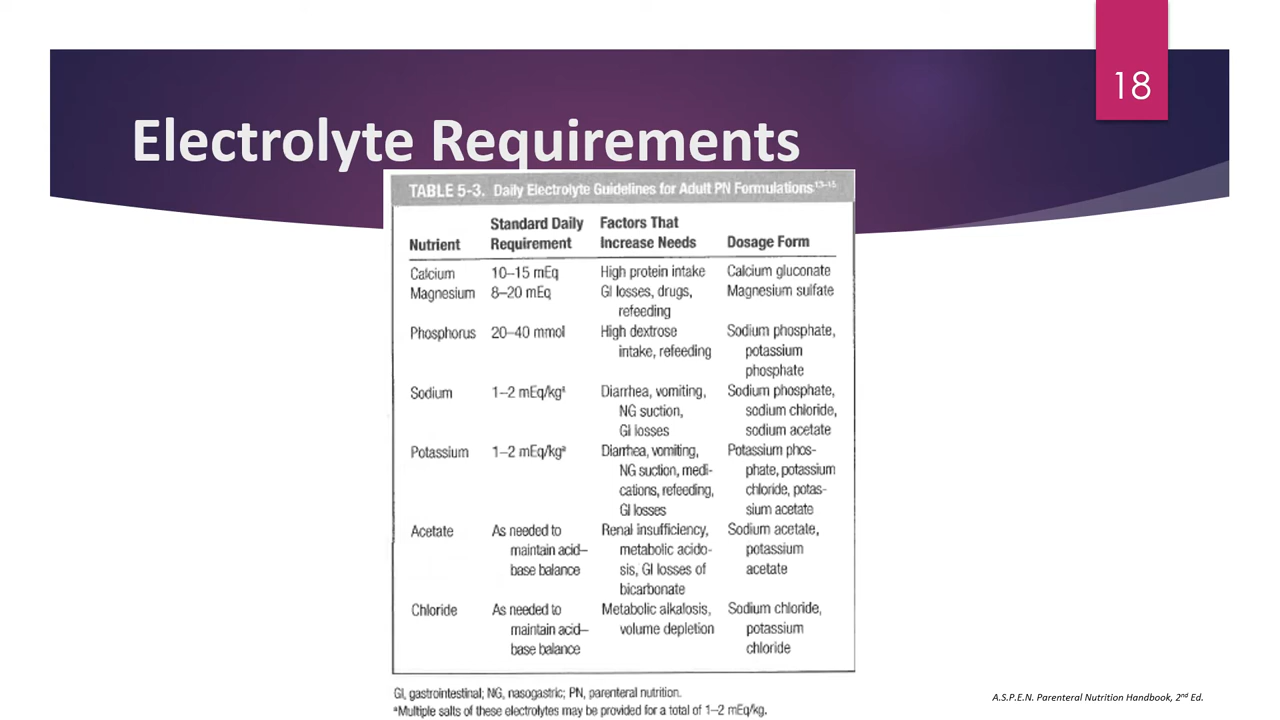 18
Electrolyte Requirements
TABLE 5-3. Daily Electrolyte Guidelines for Adult PN Formulations¹³⁻¹⁵
Nutrient Standard Daily Requirement Factors That Increase Needs Dosage Form
Calcium 10–15 mEq High protein intake Calcium gluconate
Magnesium 8–20 mEq GI losses, drugs, Magnesium sulfate
refeeding
Phosphorus 20–40 mmol High dextrose Sodium phosphate,
intake, refeeding potassium
phosphate
Sodium 1–2 mEq/kgᵃ Diarrhea, vomiting, Sodium phosphate,
NG suction, sodium chloride,
GI losses sodium acetate
Potassium 1–2 mEq/kgᵃ Diarrhea, vomiting, Potassium phos-
NG suction, medi- phate, potassium
cations, refeeding, chloride, potas-
GI losses sium acetate
Acetate As needed to Renal insufficiency, Sodium acetate,
maintain acid– metabolic acido- potassium
base balance sis, GI losses of acetate
bicarbonate
Chloride As needed to Metabolic alkalosis, Sodium chloride,
maintain acid– volume depletion potassium
base balance chloride
GI, gastrointestinal; NG, nasogastric; PN, parenteral nutrition.
ᵃMultiple salts of these electrolytes may be provided for a total of 1–2 mEq/kg.
A.S.P.E.N. Parenteral Nutrition Handbook, 2nd Ed.